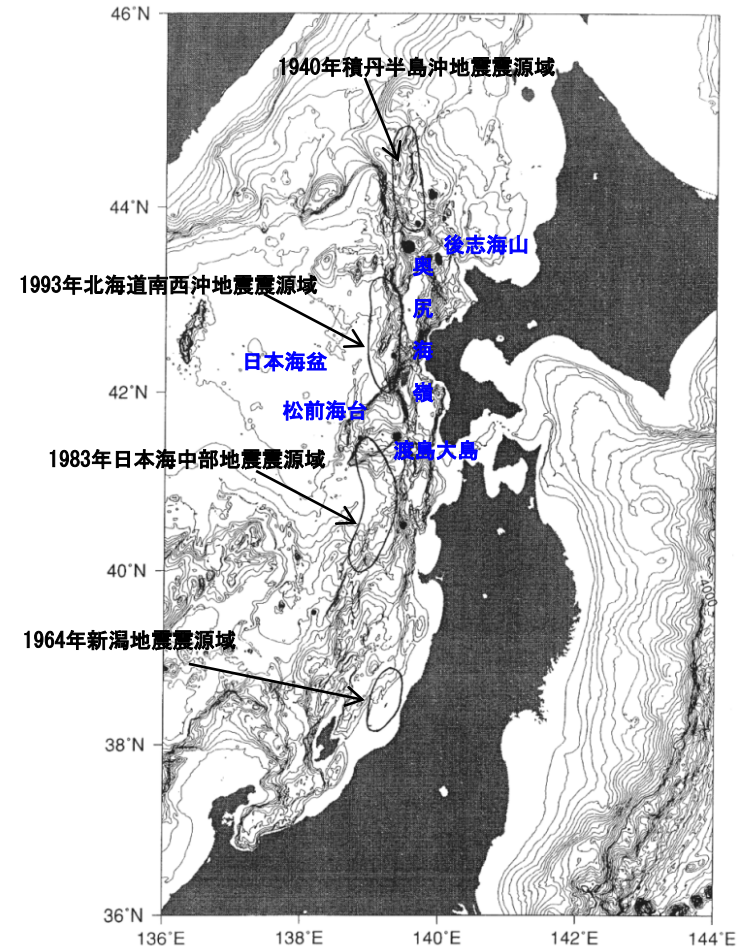 46°N
1940年積丹半島沖地震震源域
44°N
後志海山
奥尻海嶺
1993年北海道南西沖地震震源域
日本海盆
42°N
松前海台
渡島大島
1983年日本海中部地震震源域
40°N
4000
1964年新潟地震震源域
38°N
36°N
136°E
138°E
140°E
142°E
144°E